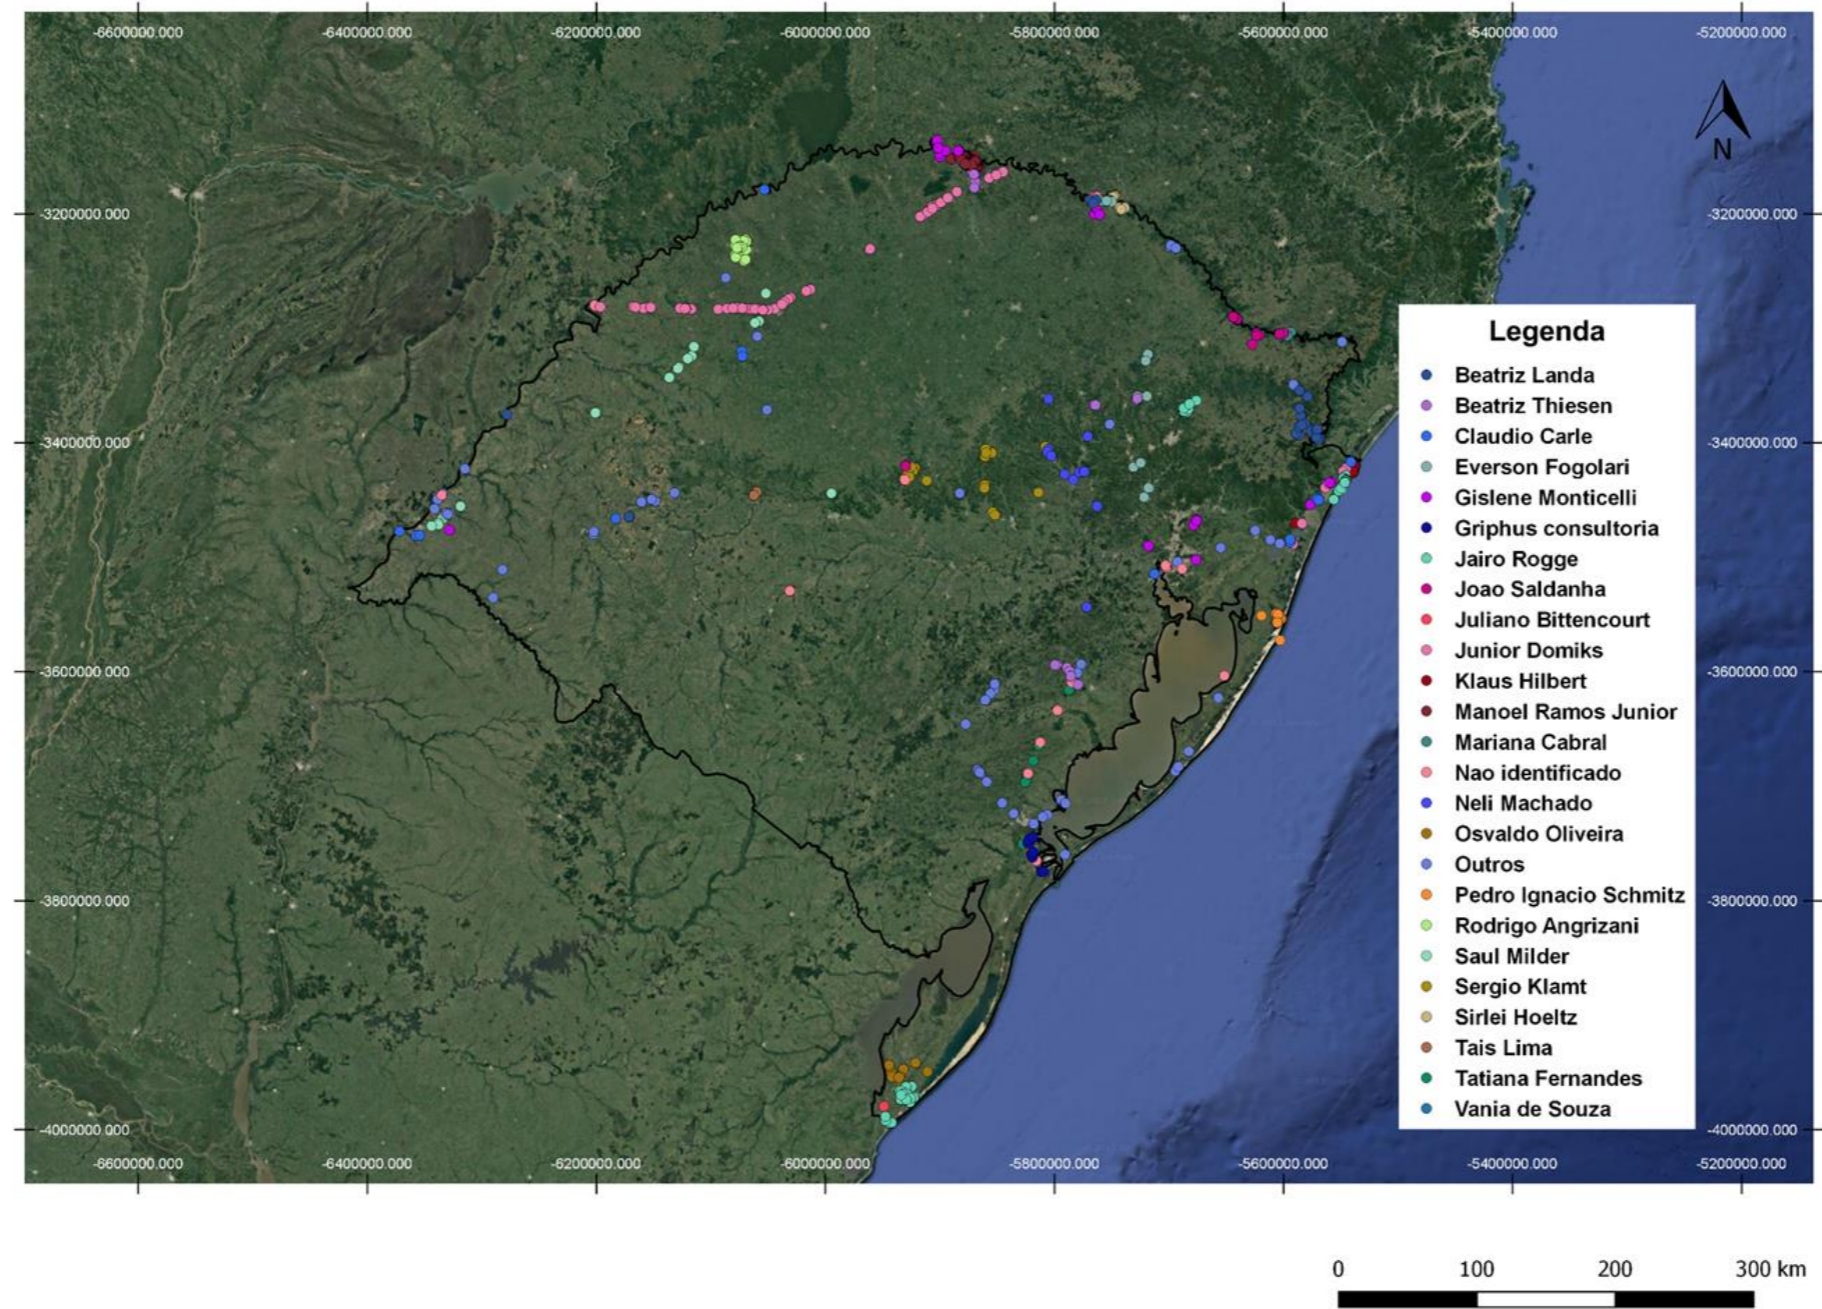 -6600000.000 -6400000.000 -6200000.000 -6000000.000 -5800000.000 -5600000.000 -5400000.000 -5200000.000
N
-3200000.000 -3200000.000
Legenda
Beatriz Landa
Beatriz Thiesen
-3400000.000 -3400000.000
Claudio Carle
Everson Fogolari
Gislene Monticelli
Griphus consultoria
Jairo Rogge
Joao Saldanha
Juliano Bittencourt
Junior Domiks
-3600000.000 -3600000.000
Klaus Hilbert
Manoel Ramos Junior
Mariana Cabral
Nao identificado
Neli Machado
Osvaldo Oliveira
Outros
Pedro Ignacio Schmitz
-3800000.000 -3800000.000
Rodrigo Angrizani
Saul Milder
Sergio Klamt
Sirlei Hoeltz
Tais Lima
Tatiana Fernandes
Vania de Souza
-4000000.000 -4000000.000
-6600000.000 -6400000.000 -6200000.000 -6000000.000 -5800000.000 -5600000.000 -5400000.000 -5200000.000
0 100 200 300 km